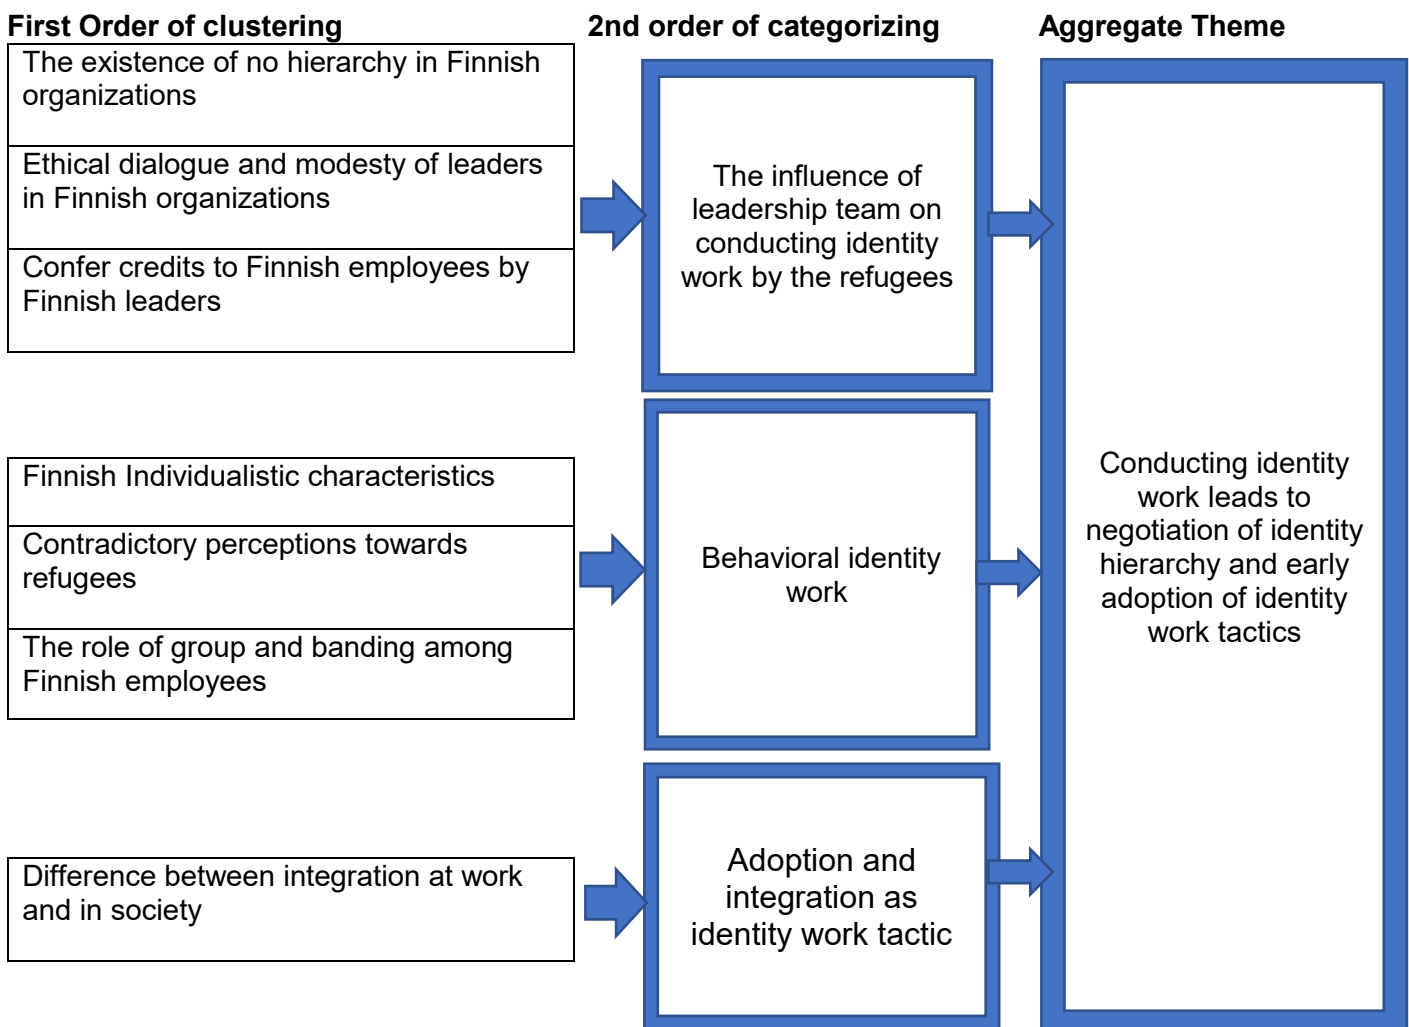 First Order of clustering
2nd order of categorizing
Aggregate Theme
The existence of no hierarchy in Finnish
organizations
Ethical dialogue and modesty of leaders
in Finnish organizations
Confer credits to Finnish employees by
Finnish leaders
The influence of
leadership team on
conducting identity
work by the refugees
Finnish Individualistic characteristics
Contradictory perceptions towards
refugees
The role of group and banding among
Finnish employees
Behavioral identity
work
Difference between integration at work
and in society
Adoption and
integration as
identity work tactic
Conducting identity
work leads to
negotiation of identity
hierarchy and early
adoption of identity
work tactics